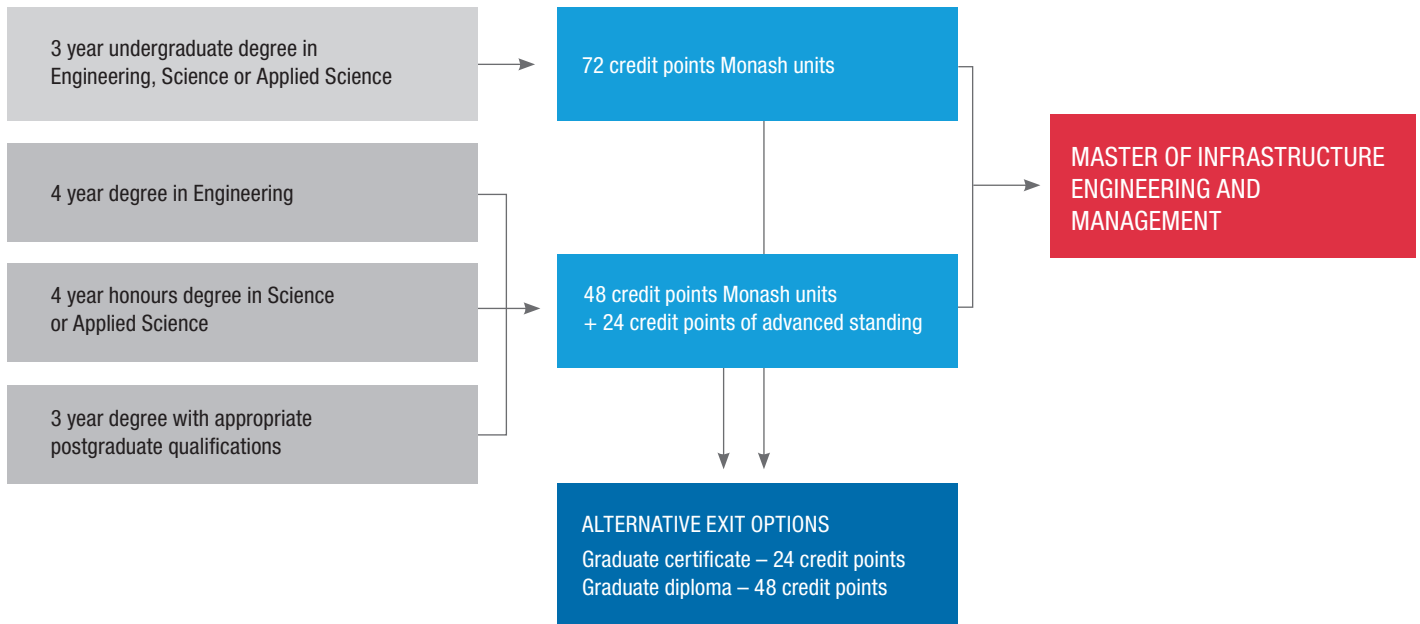 3 year undergraduate degree in
Engineering, Science or Applied Science
72 credit points Monash units
MASTER OF INFRASTRUCTURE
ENGINEERING AND
MANAGEMENT
4 year degree in Engineering
4 year honours degree in Science
or Applied Science
48 credit points Monash units
+ 24 credit points of advanced standing
3 year degree with appropriate
postgraduate qualifications
ALTERNATIVE EXIT OPTIONS
Graduate certificate – 24 credit points
Graduate diploma – 48 credit points